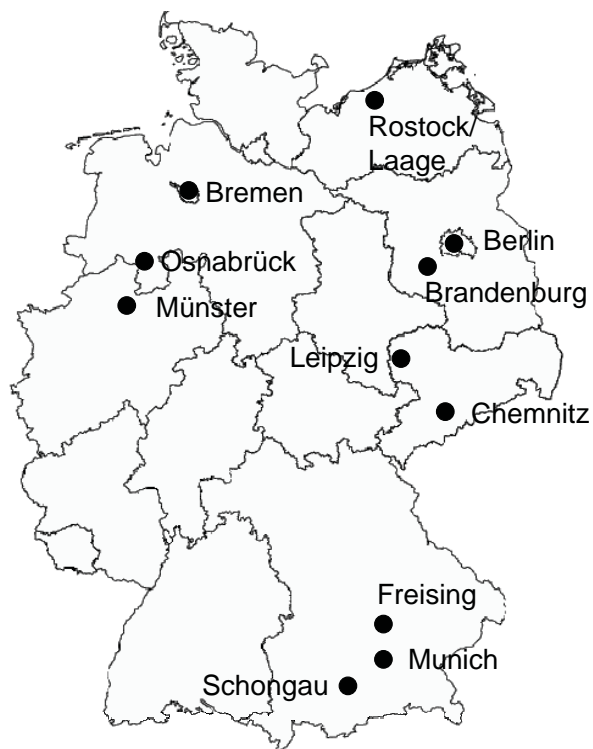 Rostock/
Laage
Bremen
Berlin
Osnabrück
Brandenburg
Münster
Leipzig
Chemnitz
Freising
Munich
Schongau